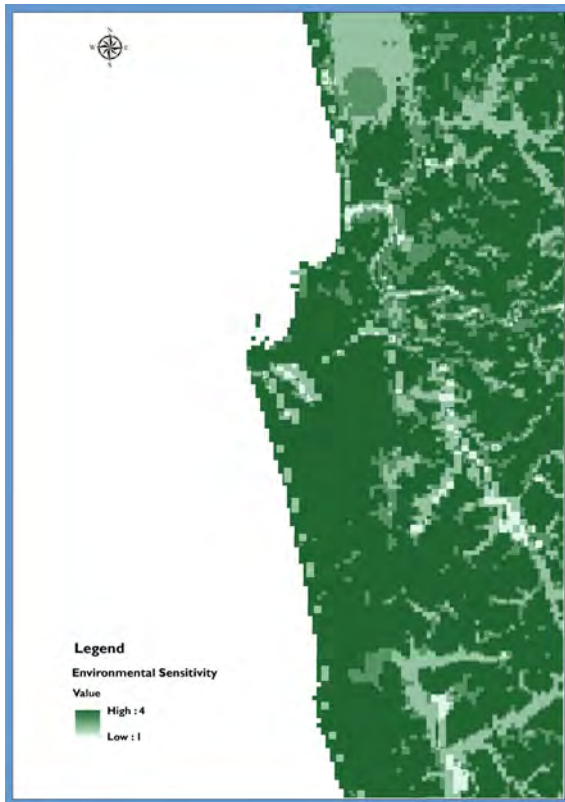 N
W E
S
Legend
Environmental Sensitivity
Value
High : 4
Low : 1